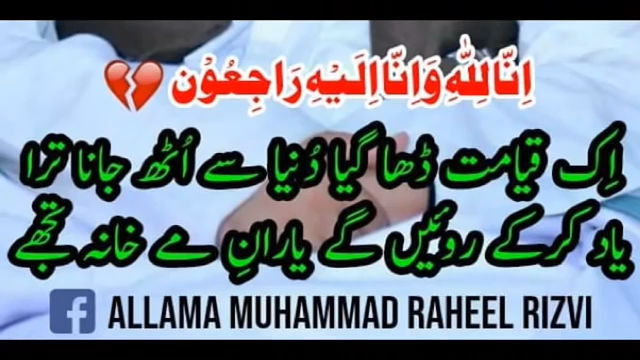 اِنّا لِلّٰهِ وَاِنّا اِلَیْهِ رَاجِعُوْن 💔
اِک قیامت ڈھا گیا دُنیا سے اُٹھ جانا ترا
یاد کرکے روئیں گے یارانِ مے خانہ تجھے
ALLAMA MUHAMMAD RAHEEL RIZVI